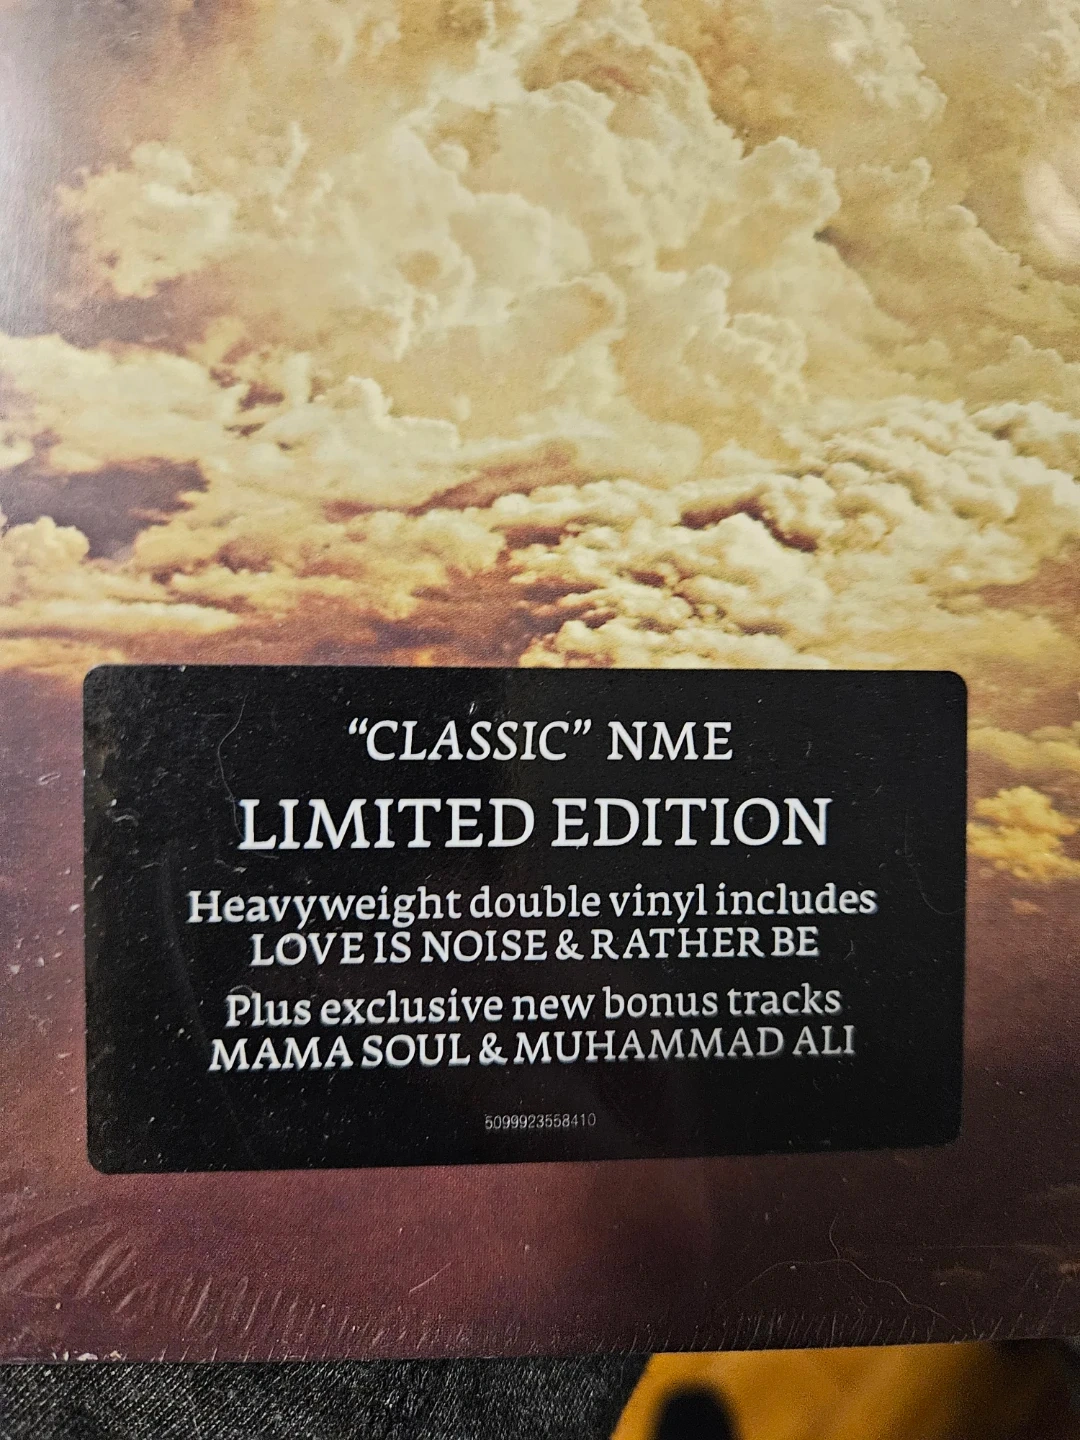 “CLASSIC” NME
LIMITED EDITION
Heavyweight double vinyl includes
LOVE IS NOISE & RATHER BE
Plus exclusive new bonus tracks
MAMA SOUL & MUHAMMAD ALI
5099923558410